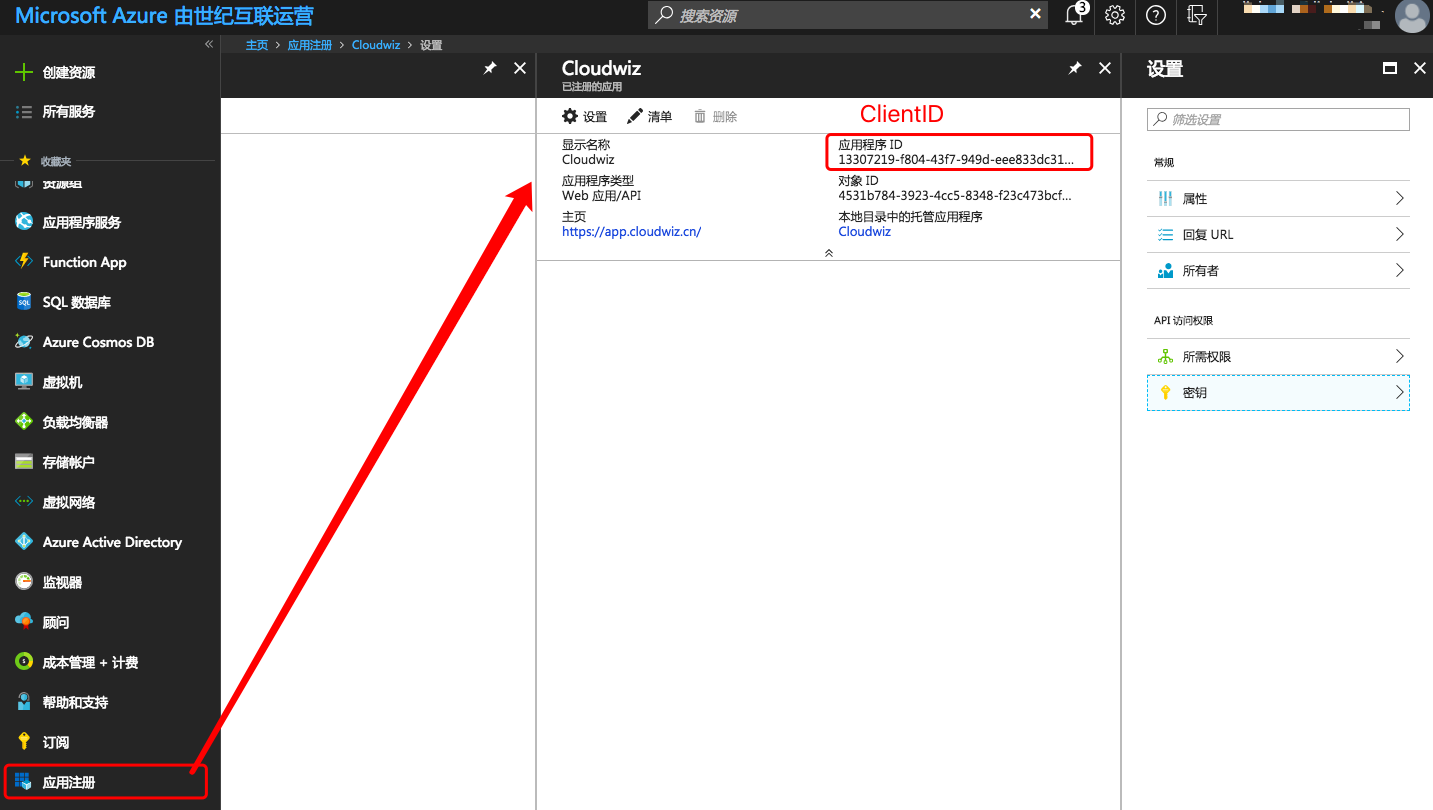 Microsoft Azure 由世纪互联运营
搜索资源
3
主页 > 应用注册 > Cloudwiz > 设置
创建资源
所有服务
收藏夹
资源组
应用程序服务
Function App
SQL 数据库
Azure Cosmos DB
虚拟机
负载均衡器
存储帐户
虚拟网络
Azure Active Directory
监视器
顾问
成本管理 + 计费
帮助和支持
订阅
应用注册
Cloudwiz
已注册的应用
设置
清单
删除
ClientID
显示名称
Cloudwiz
应用程序类型
Web 应用/API
主页
https://app.cloudwiz.cn/
应用程序 ID
13307219-f804-43f7-949d-eee833dc31...
对象 ID
4531b784-3923-4cc5-8348-f23c473bcf...
本地目录中的托管应用程序
Cloudwiz
设置
筛选设置
常规
属性
回复 URL
所有者
API 访问权限
所需权限
密钥